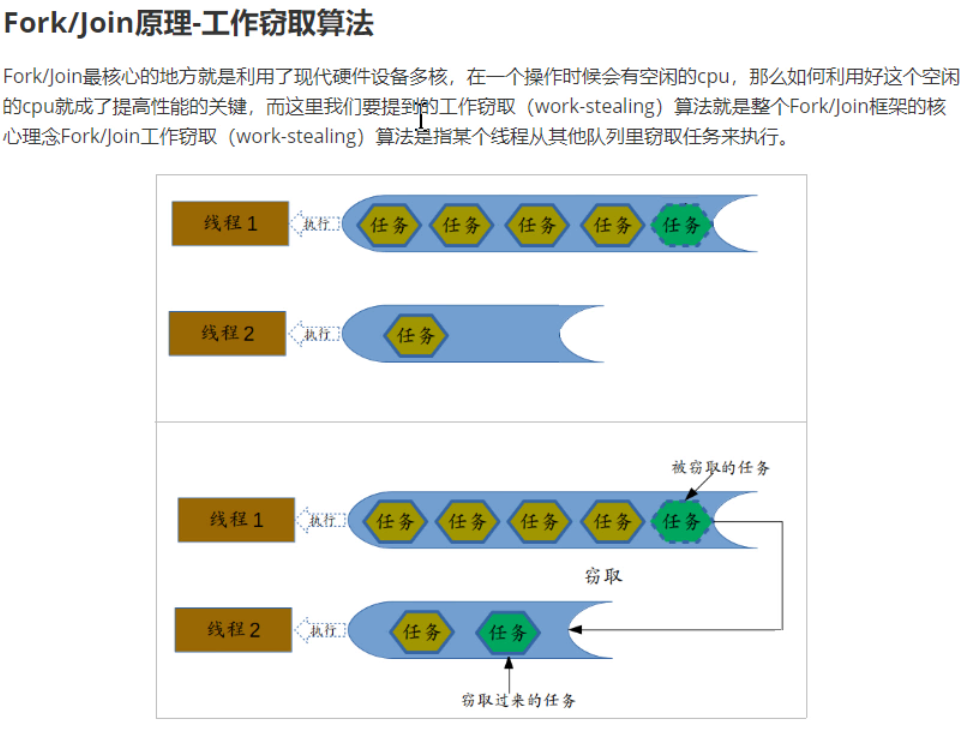 Fork/Join原理-工作窃取算法
Fork/Join最核心的地方就是利用了现代硬件设备多核，在一个操作时候会有空闲的cpu，那么如何利用好这个空闲
的cpu就成了提高性能的关键，而这里我们要提到的工作窃取（work-stealing）算法就是整个Fork/Join框架的核
心理念Fork/Join工作窃取（work-stealing）算法是指某个线程从其他队列里窃取任务来执行。
线程1 执行 任务 任务 任务 任务 任务
线程2 执行 任务
被窃取的任务
线程1 执行 任务 任务 任务 任务 任务
窃取
线程2 执行 任务 任务
窃取过来的任务